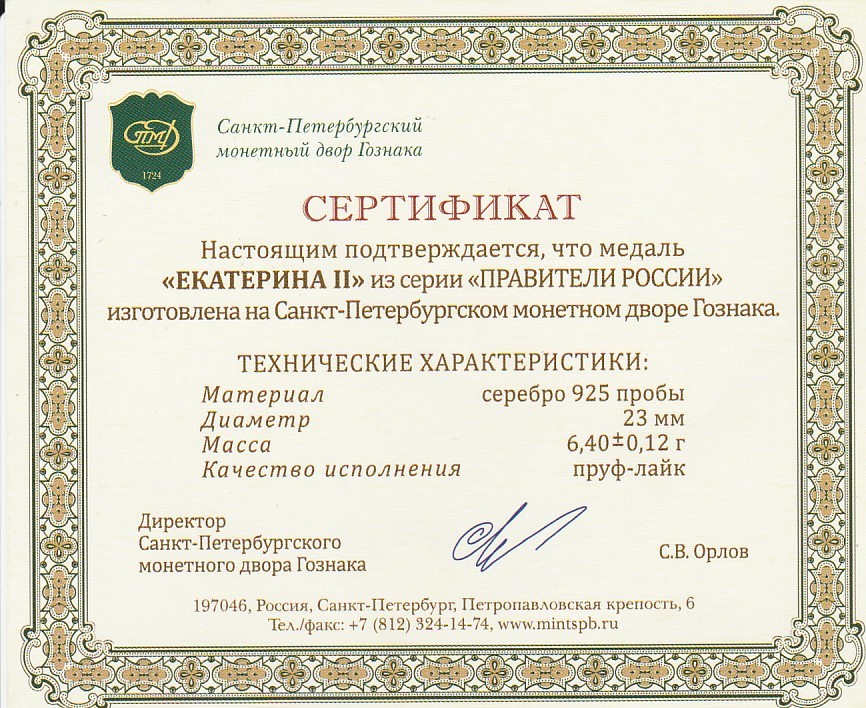 СПМД
1724
Санкт-Петербургский
монетный двор Гознака
СЕРТИФИКАТ
Настоящим подтверждается, что медаль
«ЕКАТЕРИНА II» из серии «ПРАВИТЕЛИ РОССИИ»
изготовлена на Санкт-Петербургском монетном дворе Гознака.
ТЕХНИЧЕСКИЕ ХАРАКТЕРИСТИКИ:
Материал серебро 925 пробы
Диаметр 23 мм
Масса 6,40±0,12 г
Качество исполнения пруф-лайк
Директор
Санкт-Петербургского
монетного двора Гознака
С.В. Орлов
197046, Россия, Санкт-Петербург, Петропавловская крепость, 6
Тел./факс: +7 (812) 324-14-74, www.mintspb.ru